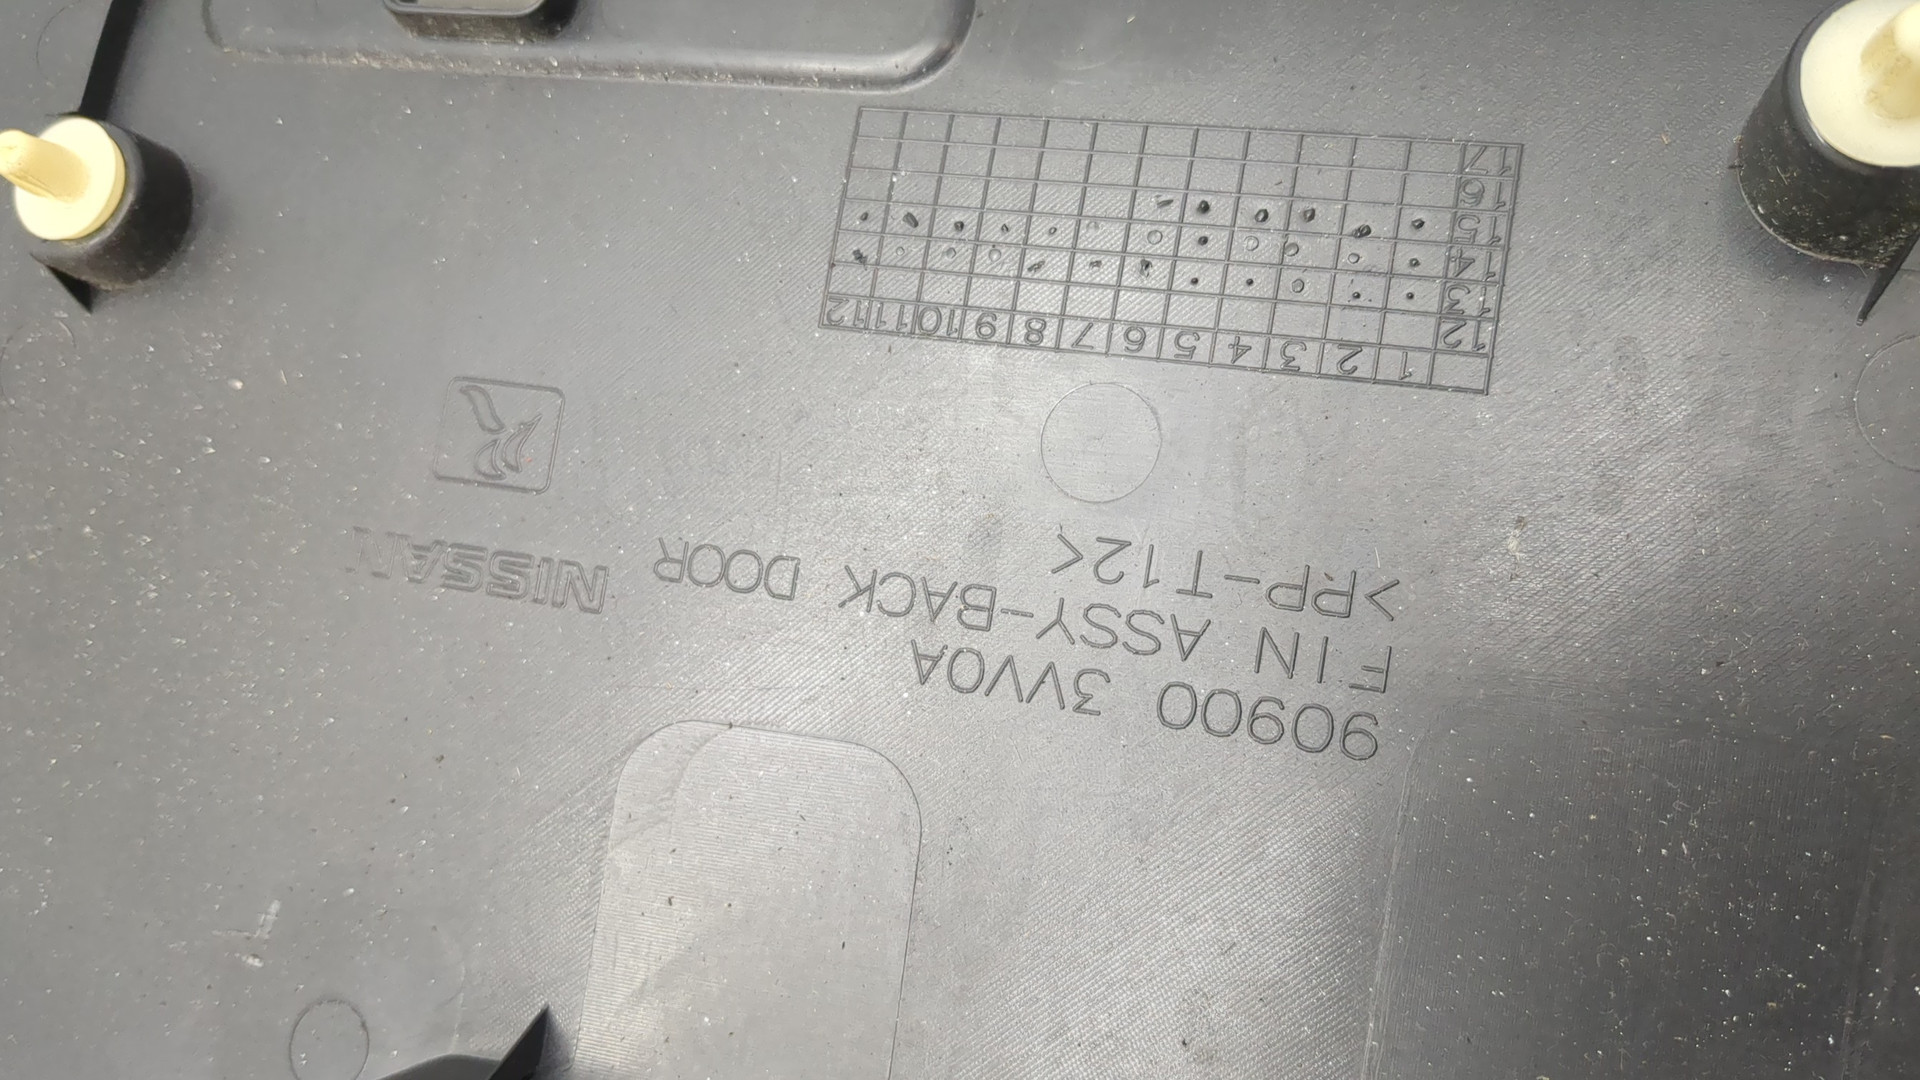 90900 3VV0A
FIN ASSY-BACK DOOR NISSAN
>PP-T12<
1 2 3 4 5 6 7 8 9 10 11 12
12
13
14
15
16
17